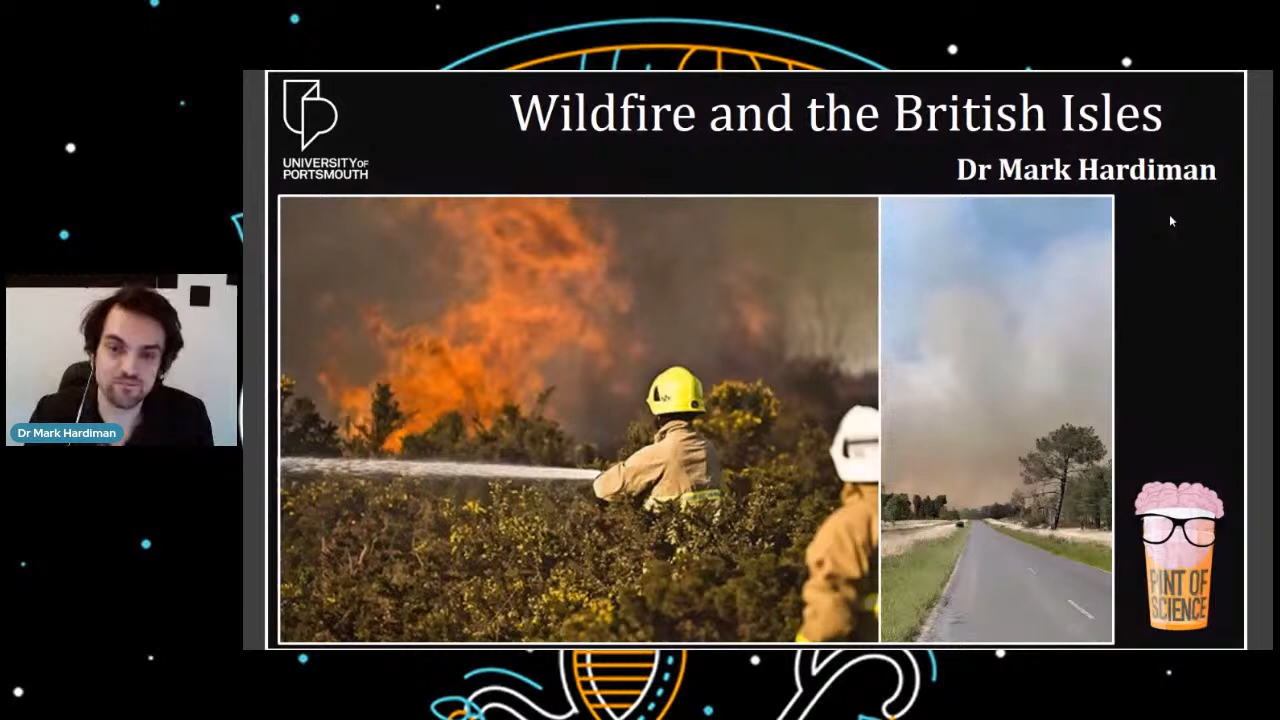 Wildfire and the British Isles
Dr Mark Hardiman
UNIVERSITY OF
PORTSMOUTH
Dr Mark Hardiman
PINT OF
SCIENCE